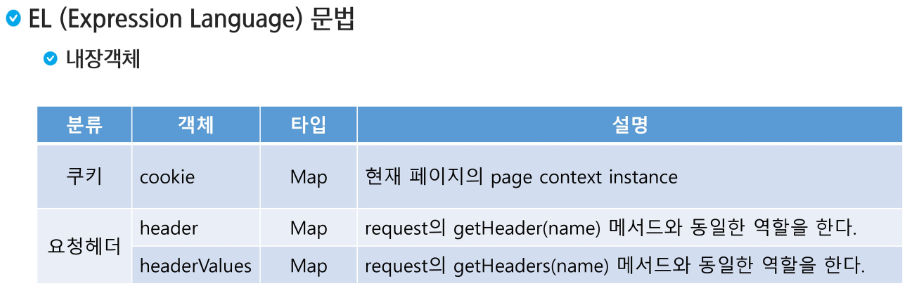 EL (Expression Language) 문법
내장객체
분류 객체 타입 설명
쿠키 cookie Map 현재 페이지의 page context instance
요청헤더 header Map request의 getHeader(name) 메서드와 동일한 역할을 한다.
headerValues Map request의 getHeaders(name) 메서드와 동일한 역할을 한다.